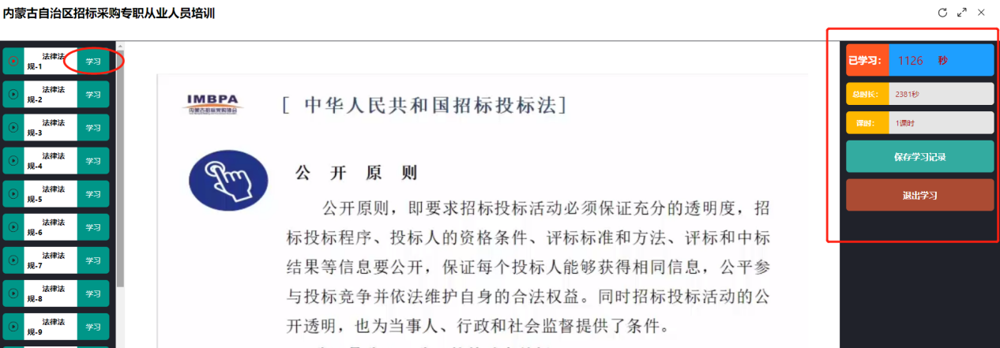 内蒙古自治区招标采购专职从业人员培训
法律法
规-1
学习
法律法
规-2
学习
法律法
规-3
学习
法律法
规-4
学习
法律法
规-5
学习
法律法
规-6
学习
法律法
规-7
学习
法律法
规-8
学习
法律法
规-9
学习
IMBPA
[ 中华人民共和国招标投标法]
公 开 原 则
公开原则，即要求招标投标活动必须保证充分的透明度，招
标投标程序、投标人的资格条件、评标标准和方法、评标和中标
结果等信息要公开，保证每个投标人能够获得相同信息，公平参
与投标竞争并依法维护自身的合法权益。同时招标投标活动的公
开透明，也为当事人、行政和社会监督提供了条件。
已学习： 1126 秒
总时长： 2381秒
课时： 1课时
保存学习记录
退出学习